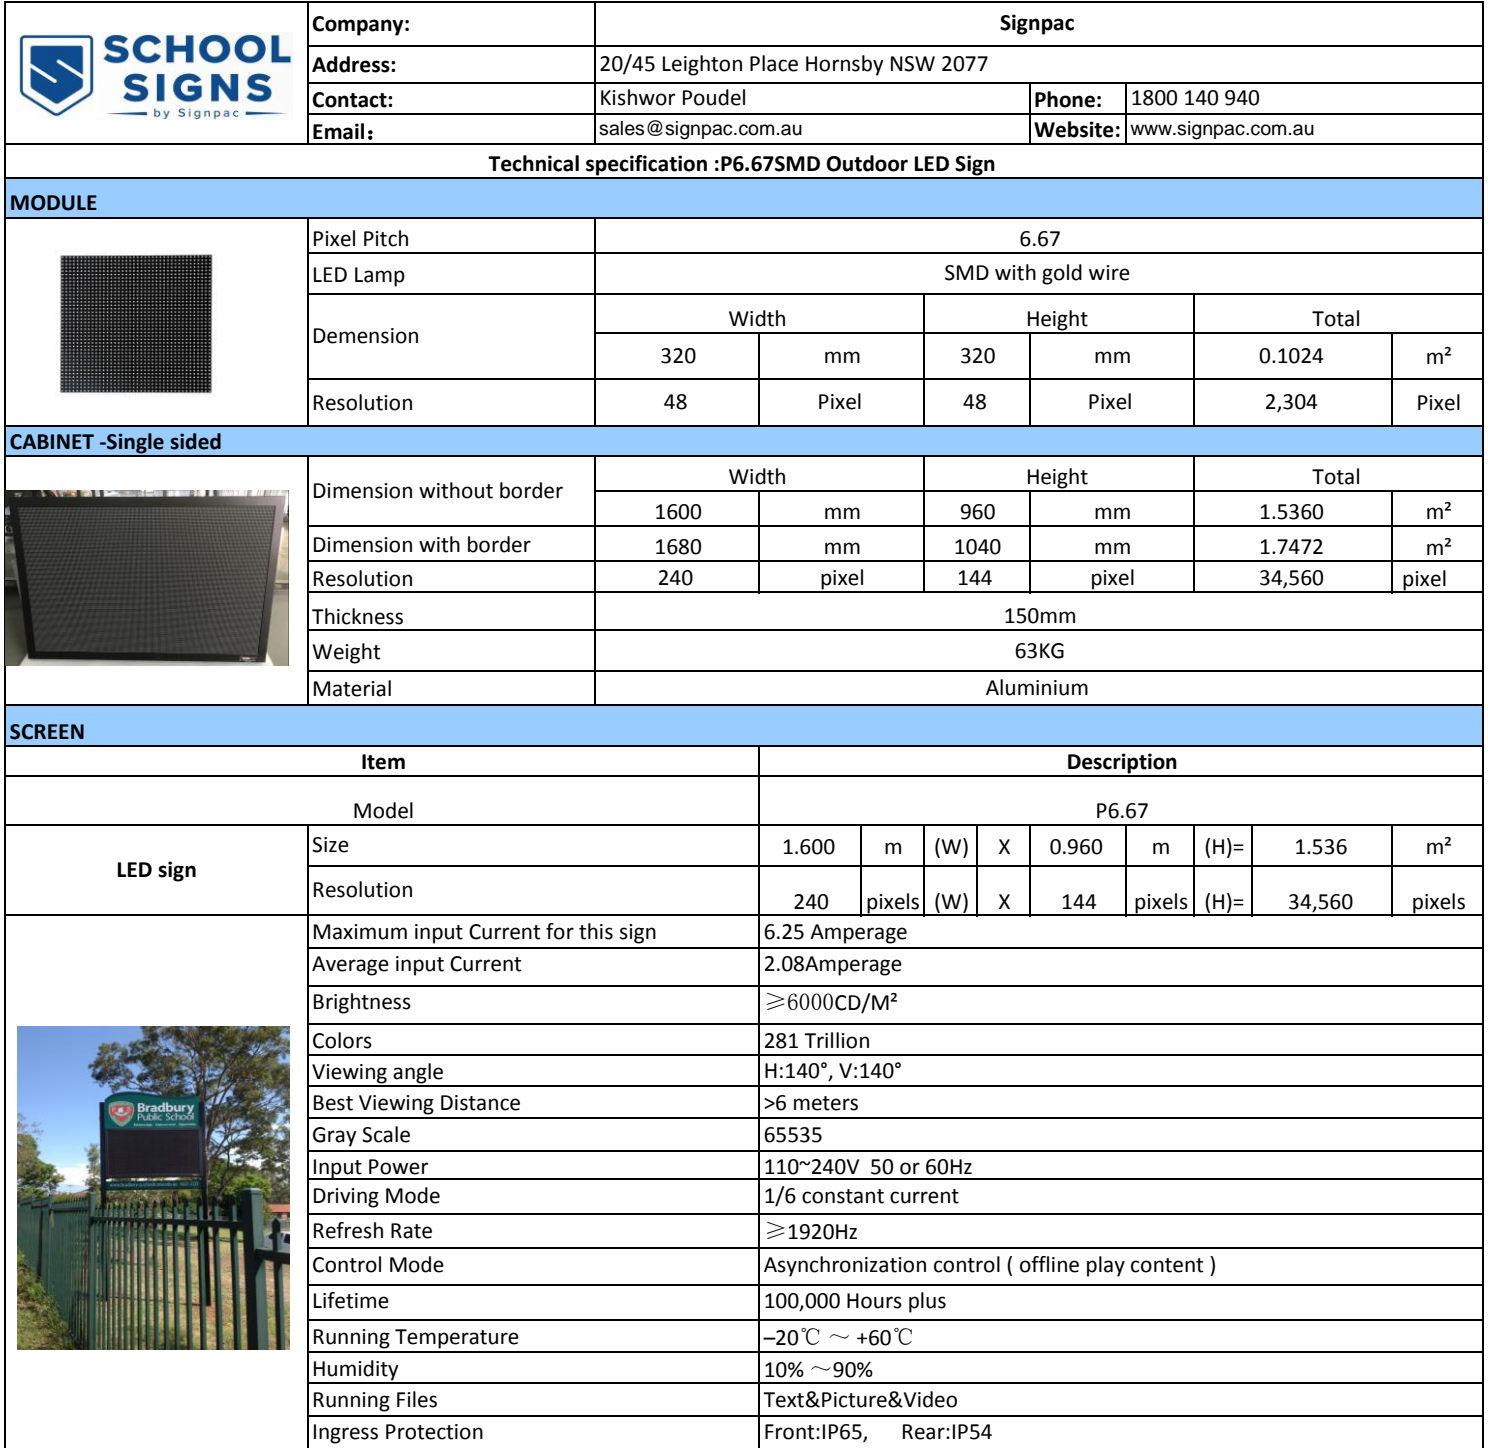 SCHOOL
SIGNS
by Signpac
Company: Signpac
Address: 20/45 Leighton Place Hornsby NSW 2077
Contact: Kishwor Poudel Phone: 1800 140 940
Email： sales@signpac.com.au Website: www.signpac.com.au
Technical specification :P6.67SMD Outdoor LED Sign
MODULE
Pixel Pitch 6.67
LED Lamp SMD with gold wire
Demension Width Height Total
320 mm 320 mm 0.1024 m²
Resolution 48 Pixel 48 Pixel 2,304 Pixel
CABINET -Single sided
Dimension without border Width Height Total
1600 mm 960 mm 1.5360 m²
Dimension with border 1680 mm 1040 mm 1.7472 m²
Resolution 240 pixel 144 pixel 34,560 pixel
Thickness 150mm
Weight 63KG
Material Aluminium
SCREEN
Item Description
Model P6.67
LED sign
Size 1.600 m (W) X 0.960 m (H)= 1.536 m²
Resolution 240 pixels (W) X 144 pixels (H)= 34,560 pixels
Maximum input Current for this sign 6.25 Amperage
Average input Current 2.08Amperage
Brightness ≥6000CD/M²
Colors 281 Trillion
Viewing angle H:140°, V:140°
Best Viewing Distance >6 meters
Gray Scale 65535
Input Power 110~240V 50 or 60Hz
Driving Mode 1/6 constant current
Refresh Rate ≥1920Hz
Control Mode Asynchronization control ( offline play content )
Lifetime 100,000 Hours plus
Running Temperature –20℃ ～ +60℃
Humidity 10% ～90%
Running Files Text&Picture&Video
Ingress Protection Front:IP65, Rear:IP54
Bradbury
Public School